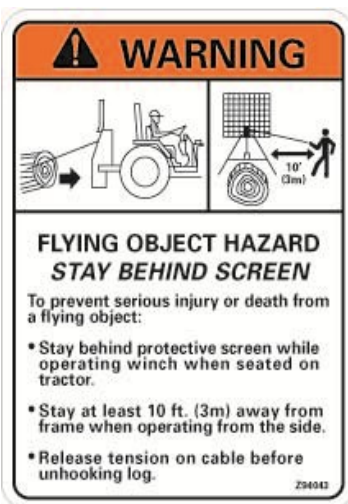 WARNING
10'
(3m)
FLYING OBJECT HAZARD
STAY BEHIND SCREEN
To prevent serious injury or death from
a flying object:
• Stay behind protective screen while
operating winch when seated on
tractor.
• Stay at least 10 ft. (3m) away from
frame when operating from the side.
• Release tension on cable before
unhooking log.
Z94043